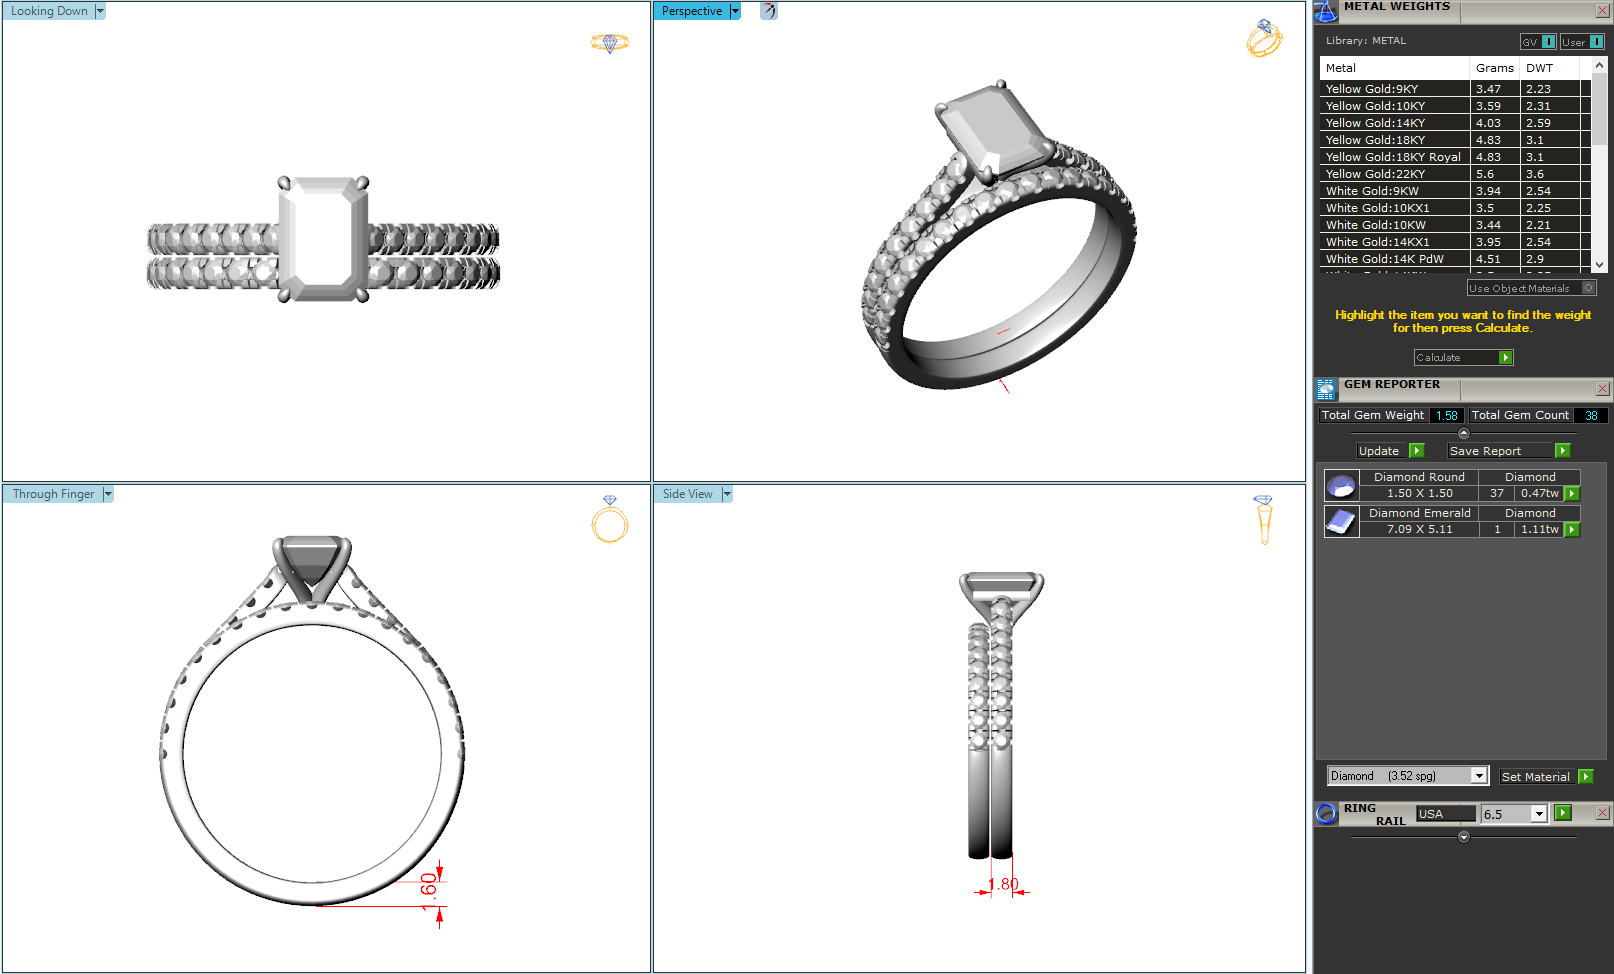 Looking Down
Perspective
Through Finger
1.60
Side View
1.80
METAL WEIGHTS
Library: METAL
GV I User I
Metal Grams DWT
Yellow Gold:9KY 3.47 2.23
Yellow Gold:10KY 3.59 2.31
Yellow Gold:14KY 4.03 2.59
Yellow Gold:18KY 4.83 3.1
Yellow Gold:18KY Royal 4.83 3.1
Yellow Gold:22KY 5.6 3.6
White Gold:9KW 3.94 2.54
White Gold:10KX1 3.5 2.25
White Gold:10KW 3.44 2.21
White Gold:14KX1 3.95 2.54
White Gold:14K PdW 4.51 2.9
Use Object Materials
Highlight the item you want to find the weight
for then press Calculate.
Calculate
GEM REPORTER
Total Gem Weight 1.58 Total Gem Count 38
Update Save Report
Diamond Round Diamond
1.50 X 1.50 37 0.47tw
Diamond Emerald Diamond
7.09 X 5.11 1 1.11tw
Diamond (3.52 spg) Set Material
RING
RAIL USA 6.5